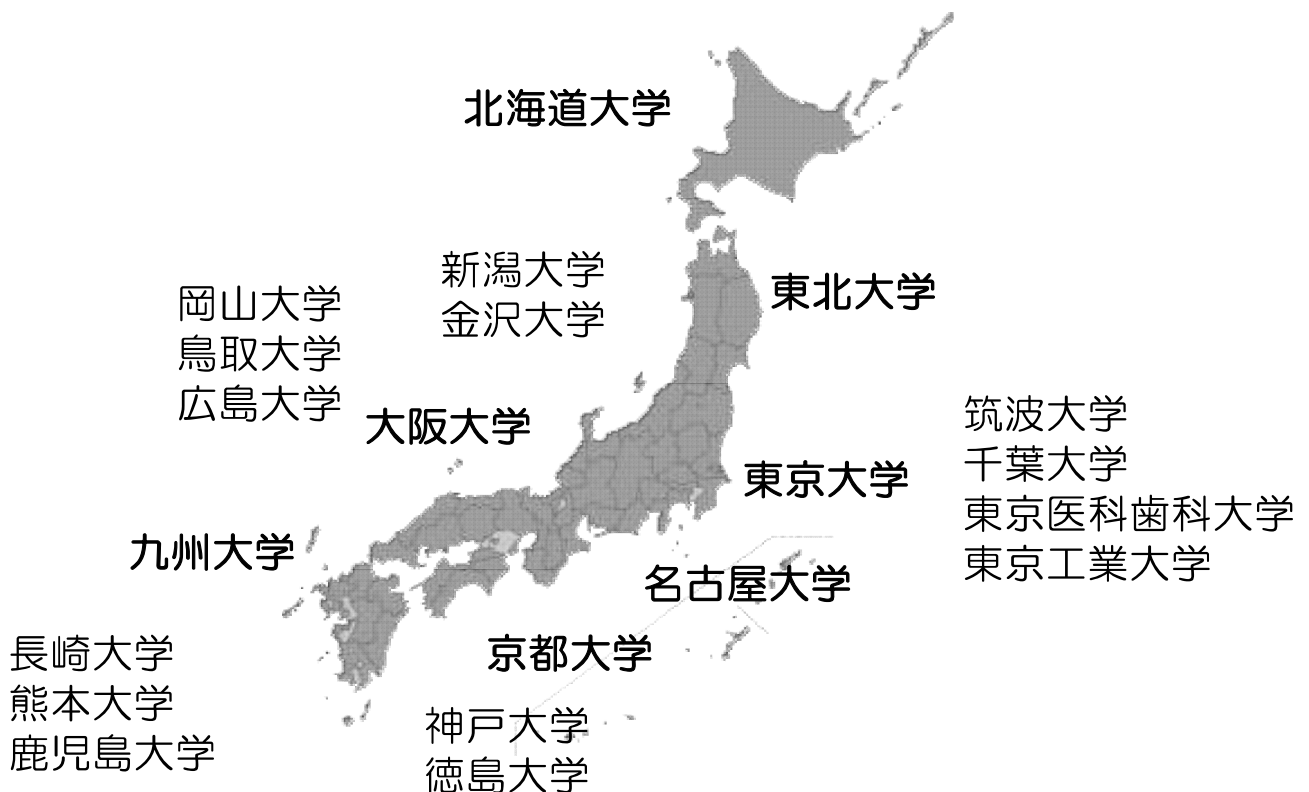 北海道大学
新潟大学
金沢大学
東北大学
岡山大学
鳥取大学
広島大学
大阪大学
筑波大学
千葉大学
東京医科歯科大学
東京工業大学
東京大学
九州大学
名古屋大学
京都大学
長崎大学
熊本大学
鹿児島大学
神戸大学
徳島大学